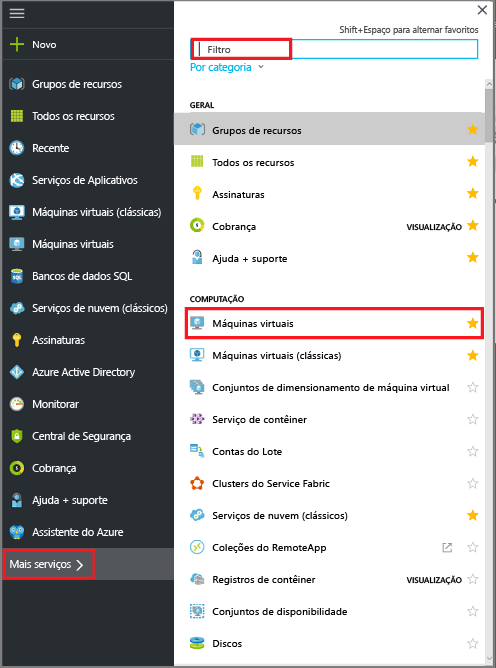 Novo
Grupos de recursos
Todos os recursos
Recente
Serviços de Aplicativos
Máquinas virtuais (clássicas)
Máquinas virtuais
Bancos de dados SQL
Serviços de nuvem (clássicos)
Assinaturas
Azure Active Directory
Monitorar
Central de Segurança
Cobrança
Ajuda + suporte
Assistente do Azure
Mais serviços
Shift+Espaço para alternar favoritos
Filtro
Por categoria
GERAL
Grupos de recursos
Todos os recursos
Assinaturas
Cobrança VISUALIZAÇÃO
Ajuda + suporte
COMPUTAÇÃO
Máquinas virtuais
Máquinas virtuais (clássicas)
Conjuntos de dimensionamento de máquina virtual
Serviço de contêiner
Contas do Lote
Clusters do Service Fabric
Serviços de nuvem (clássicos)
Coleções do RemoteApp
Registros de contêiner VISUALIZAÇÃO
Conjuntos de disponibilidade
Discos